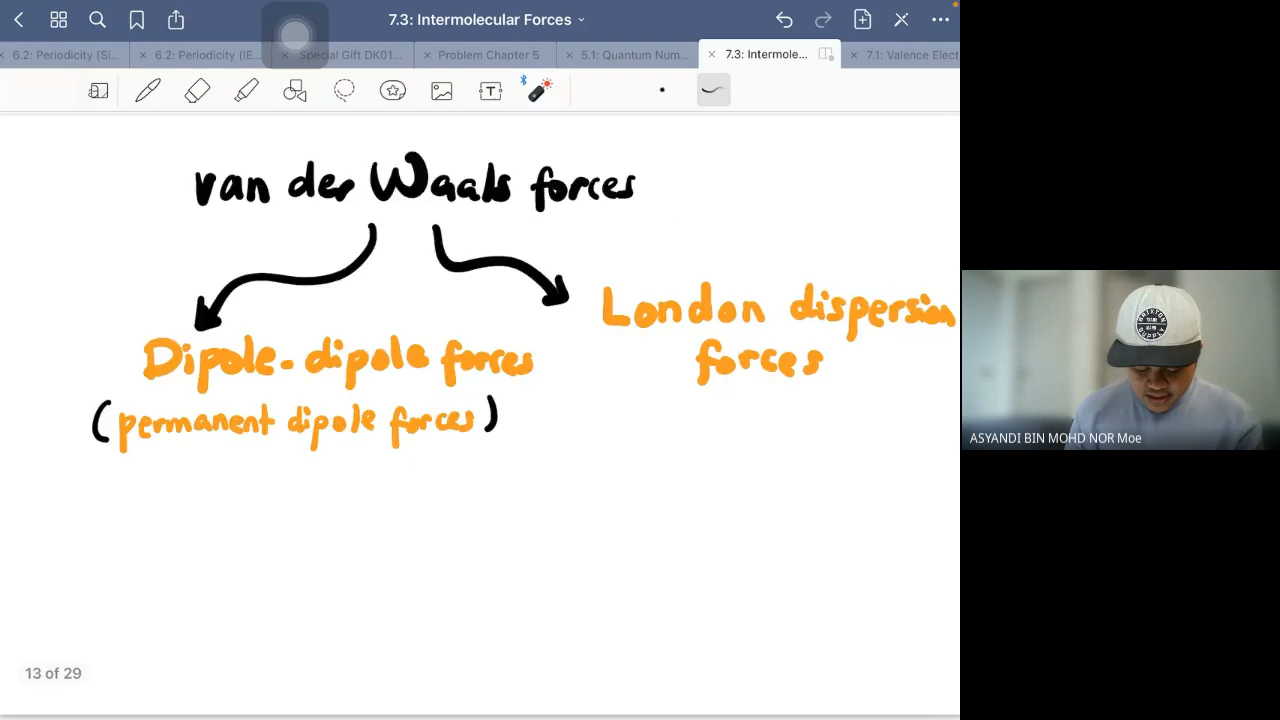 7.3: Intermolecular Forces
6.2: Periodicity (Si...
6.2: Periodicity (IE...
Special Gift DK01...
Problem Chapter 5
5.1: Quantum Num...
7.3: Intermole...
7.1: Valence Elect
T
van der Waals forces
London dispersion
forces
Dipole-dipole forces
(permanent dipole forces)
BRIXTON
SUPPLY
ASYANDI BIN MOHD NOR Moe
13 of 29